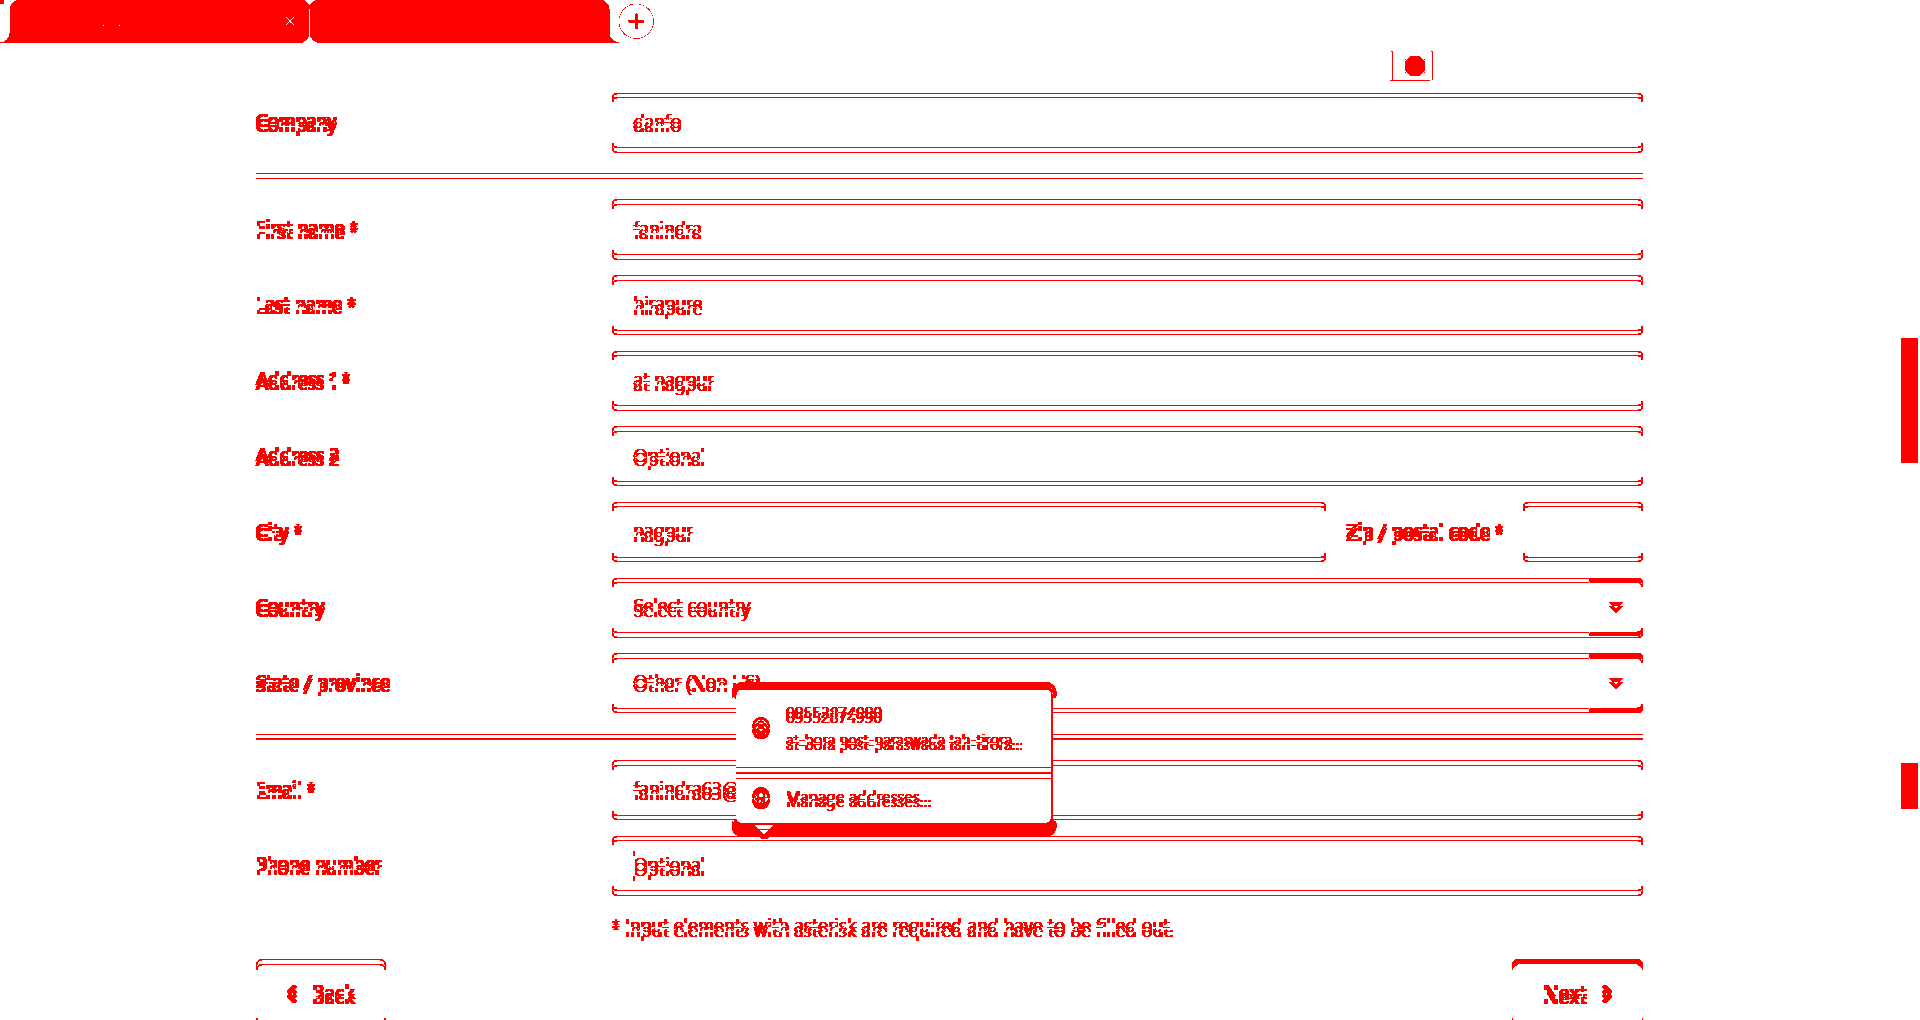 Company danfo
First name * fanindra
Last name * hirapure
Address 1 * at nagpur
Address 2 Optional
City * nagpur Zip / postal code *
Country Select country
State / province Other (Non US)
at-bora post-paraswada tah-tirora...
Email * fanindra63@
Manage addresses...
Phone number Optional
* Input elements with asterisk are required and have to be filled out.
Back Next